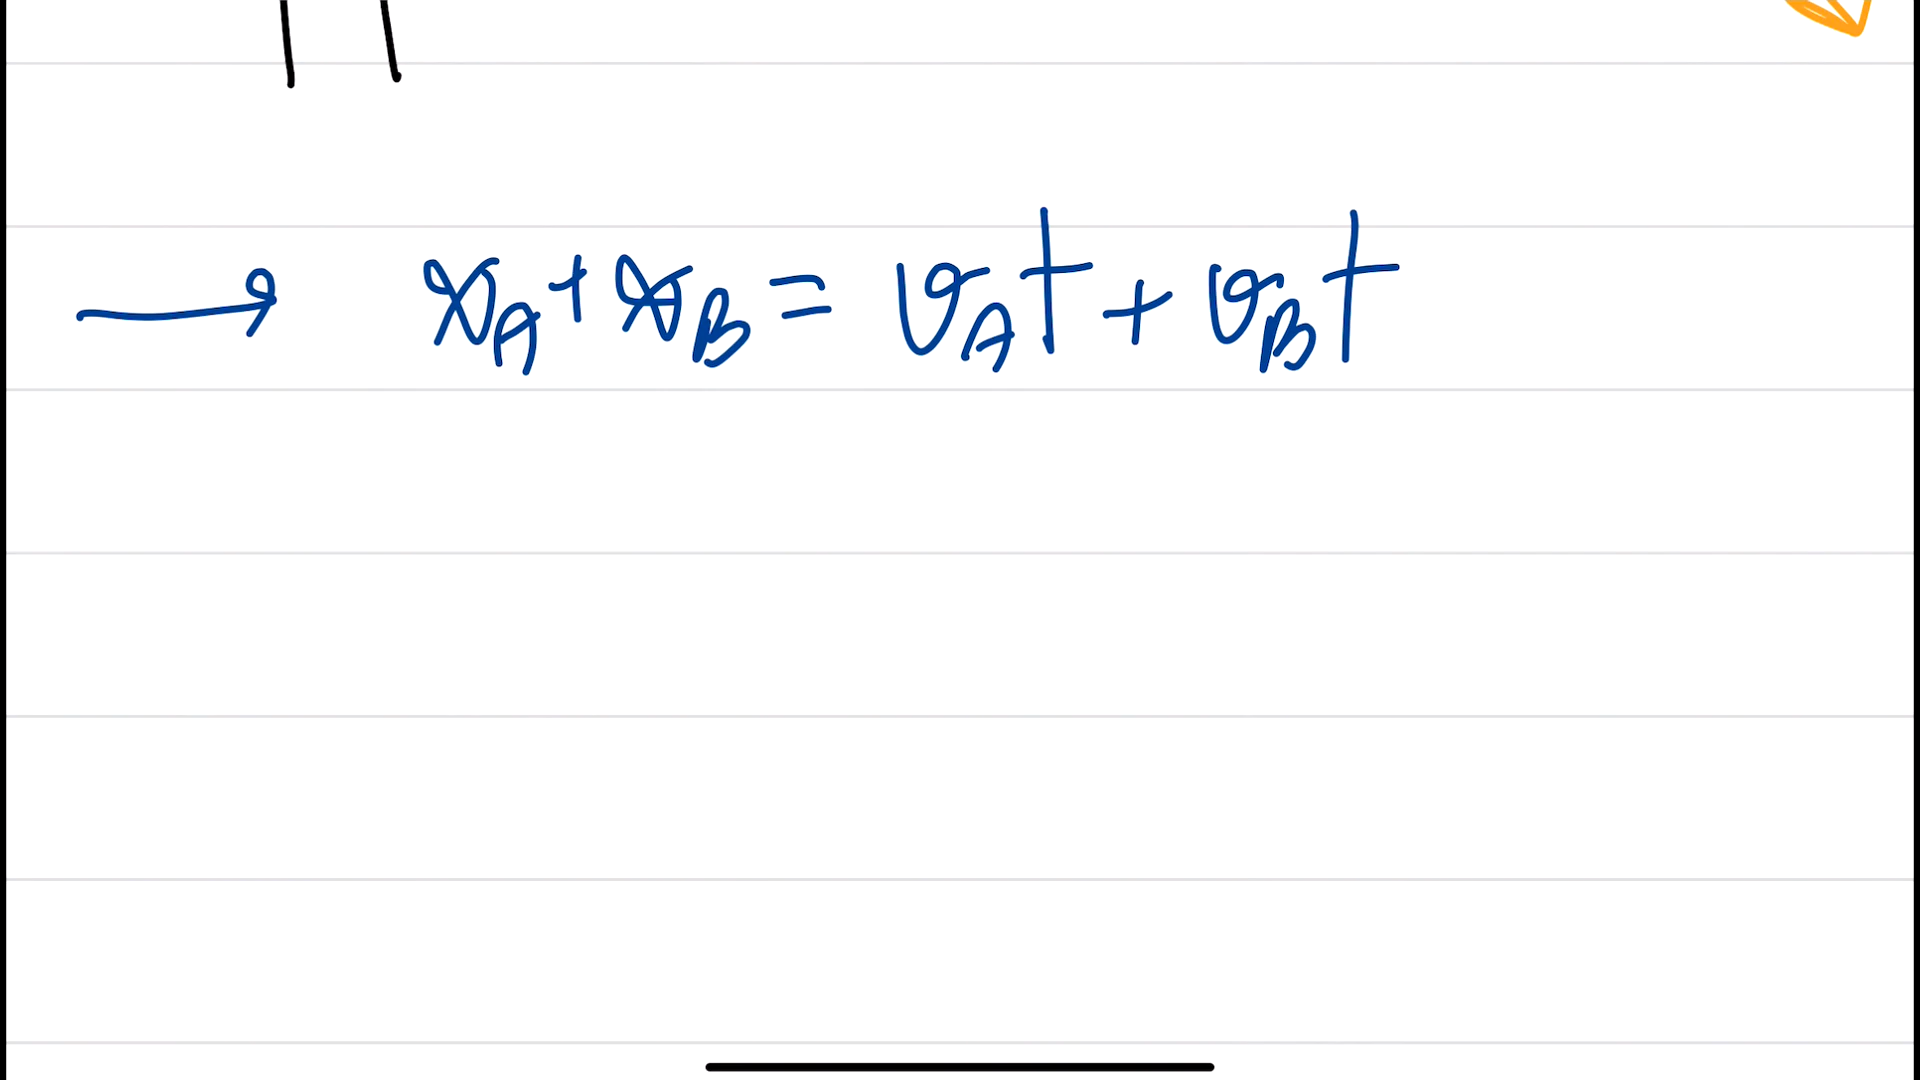 → x_A + x_B = v_A t + v_B t